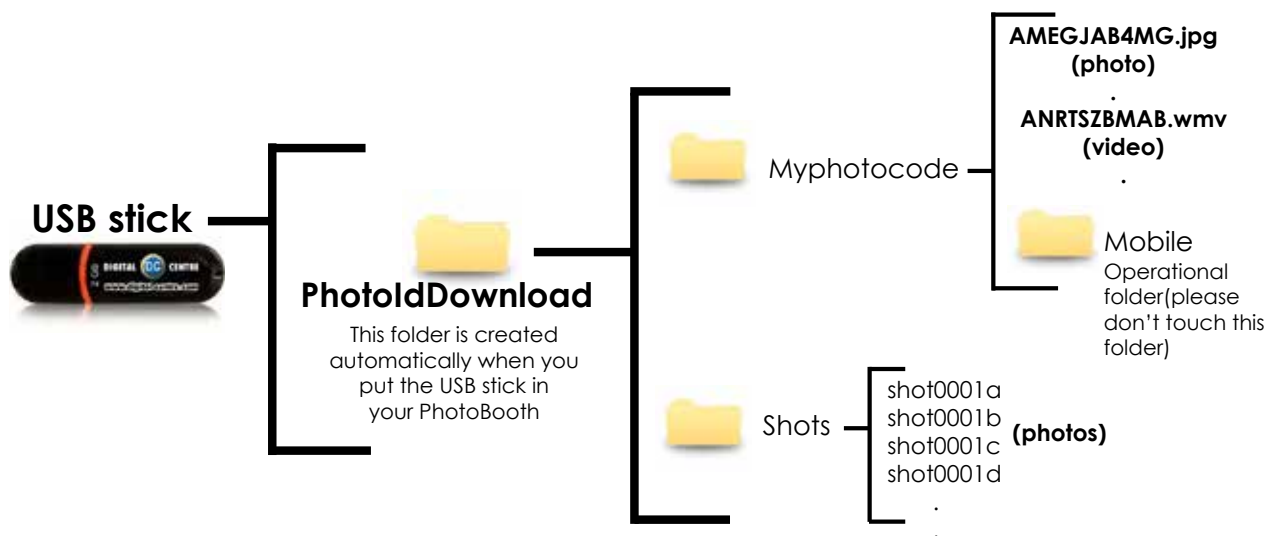 USB stick
DIGITAL DC CENTRE
PhotoIdDownload
This folder is created
automatically when you
put the USB stick in
your PhotoBooth
Myphotocode
AMEGJAB4MG.jpg
(photo)
.
ANRTSZBMAB.wmv
(video)
.
Mobile
Operational
folder(please
don't touch this
folder)
Shots
shot0001a
shot0001b
shot0001c
shot0001d
(photos)
.
.